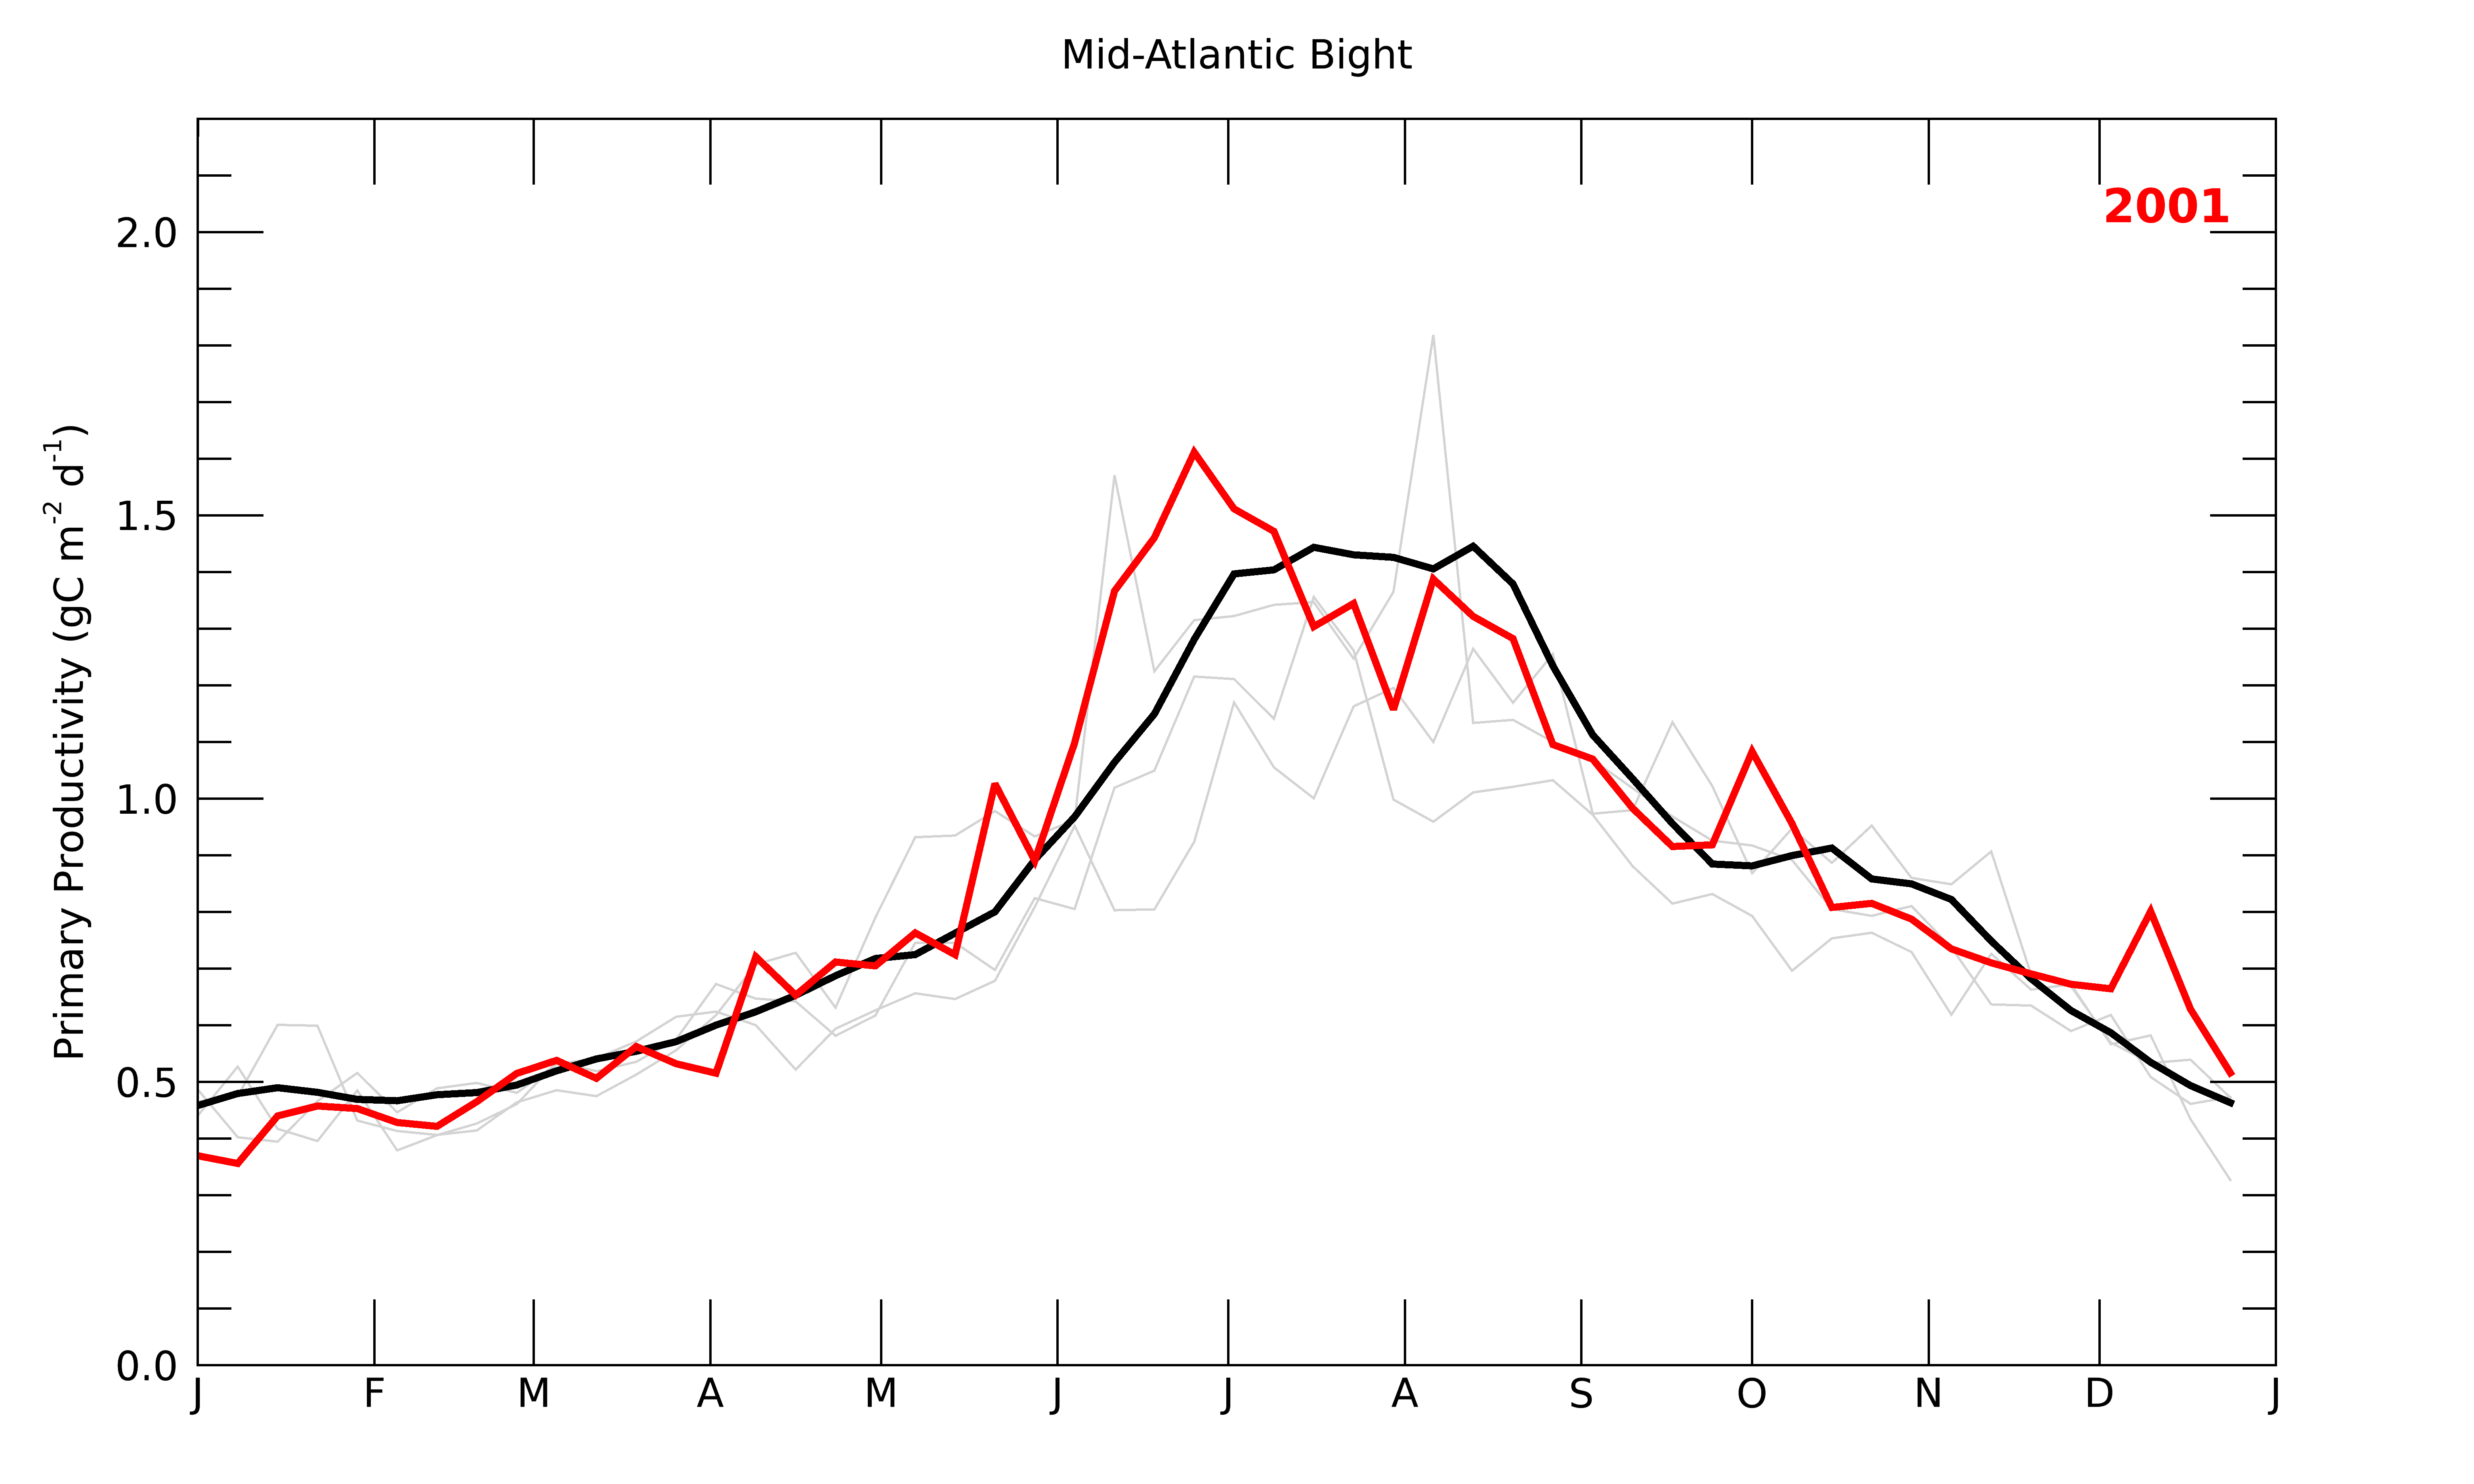 Mid-Atlantic Bight
2001
Primary Productivity (gC m-2 d-1)
2.0
1.5
1.0
0.5
0.0
J F M A M J J A S O N D J